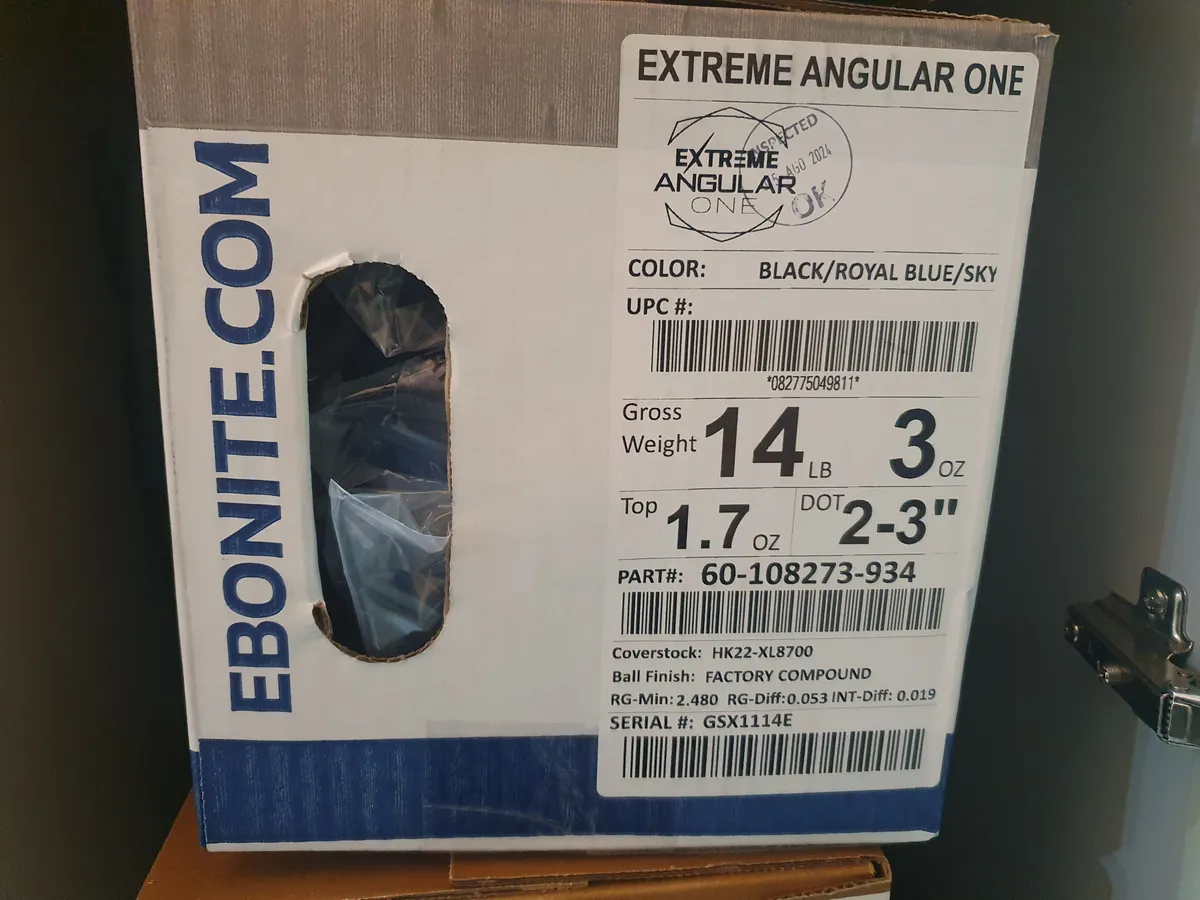 EBONITE.COM
EXTREME ANGULAR ONE
EXTREME
ANGULAR
ONE
INSPECTED
AGO 2024
OK
COLOR: BLACK/ROYAL BLUE/SKY
UPC #:
*082775049811*
Gross
Weight 14 LB 3 OZ
Top 1.7 OZ DOT 2-3"
PART#: 60-108273-934
Coverstock: HK22-XL8700
Ball Finish: FACTORY COMPOUND
RG-Min: 2.480 RG-Diff:0.053 INT-Diff: 0.019
SERIAL #: GSX1114E